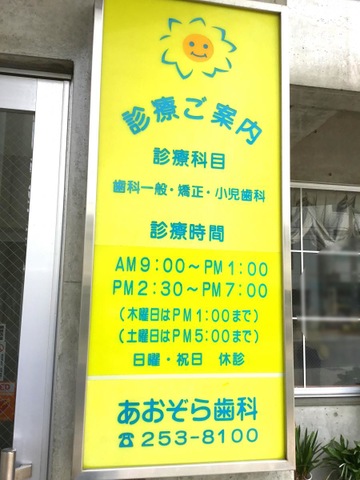 診療ご案内
診療科目
歯科一般・矯正・小児歯科
診療時間
AM9:00～PM1:00
PM2:30～PM7:00
(木曜日はPM1:00まで)
(土曜日はPM5:00まで)
日曜・祝日 休診
あおぞら歯科
☎253-8100